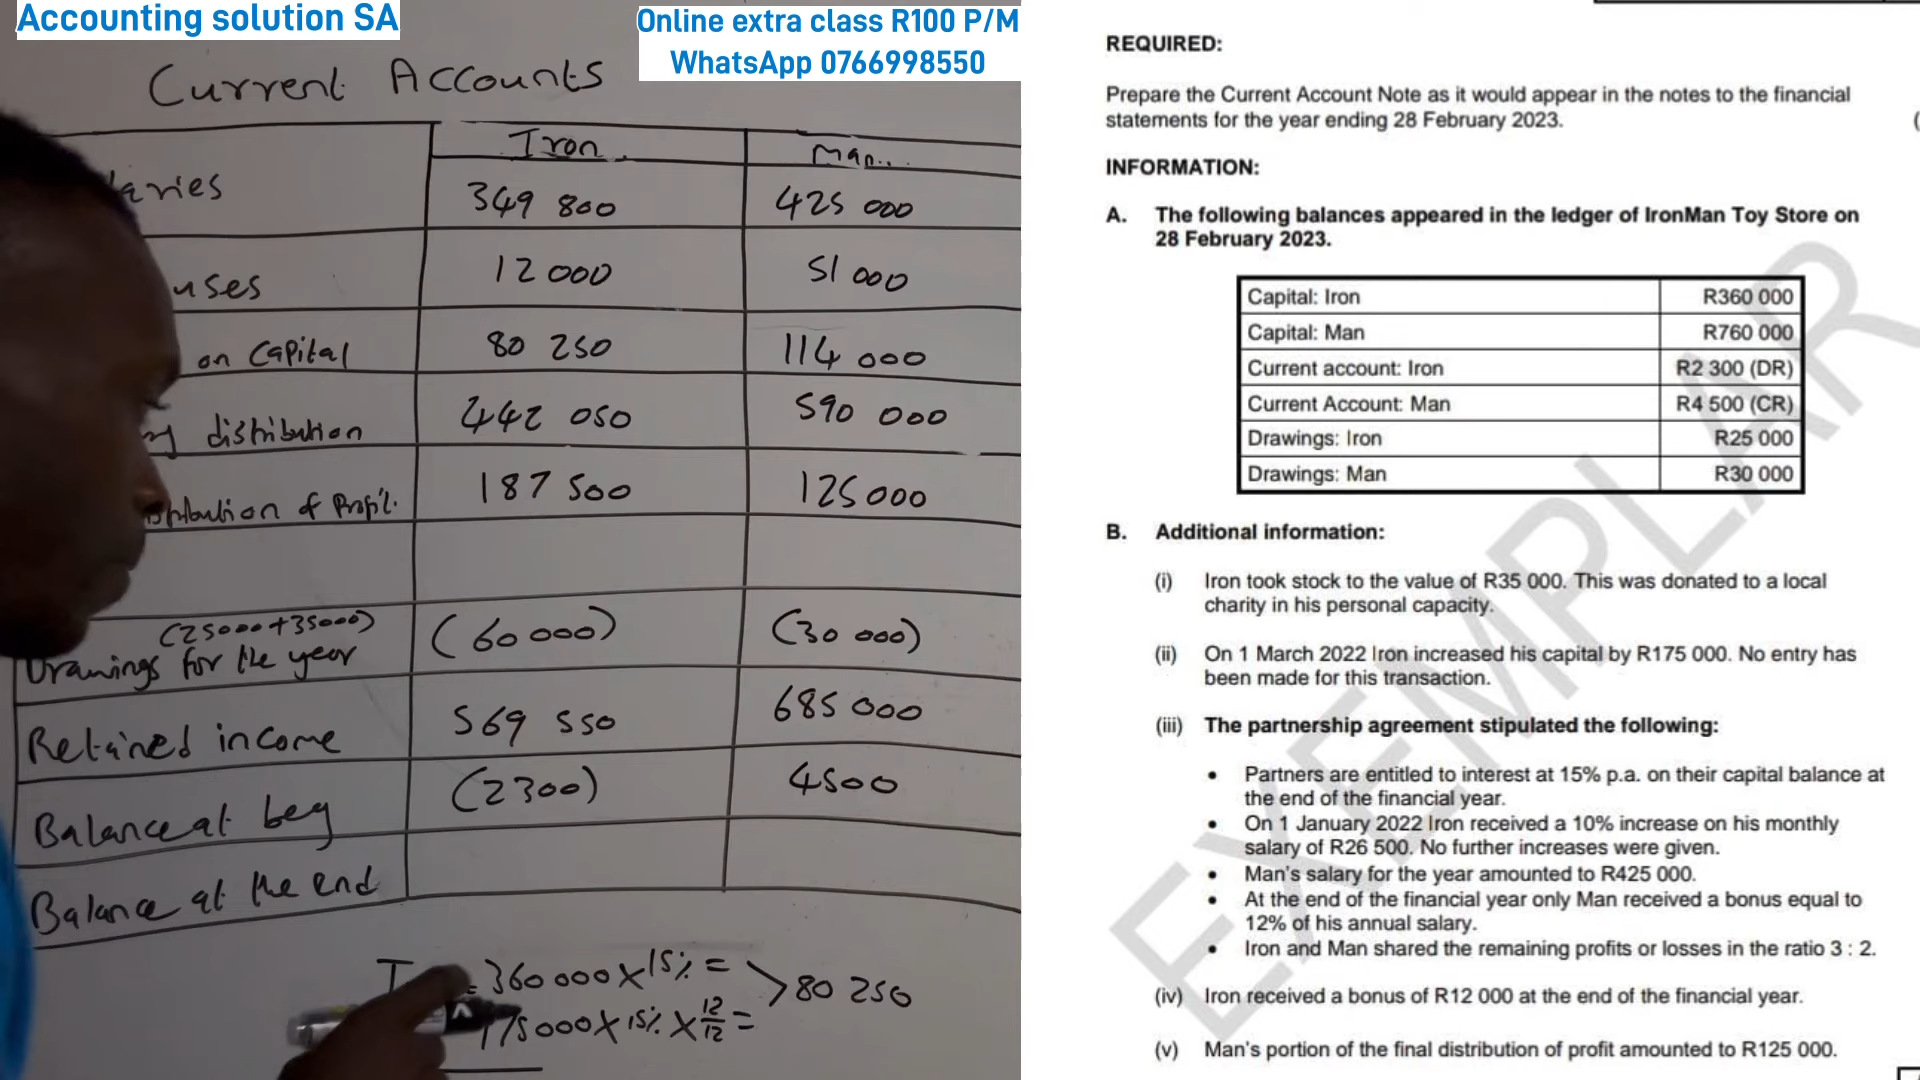 Accounting solution SA
Online extra class R100 P/M
WhatsApp 0766998550
Current Accounts
Iron Man
aries 349 800 425 000
uses 12 000 51 000
on Capital 80 250 114 000
distribution 442 050 590 000
of Profit. 187 500 125000
(25000+35000)
Drawings for the year (60 000) (30 000)
Retained income 569 550 685 000
Balance at beg (2300) 4500
Balance at the end
= 360 000 X 15% = > 80 250
175000 X 15% X 12/12 =
REQUIRED:
Prepare the Current Account Note as it would appear in the notes to the financial
statements for the year ending 28 February 2023.
INFORMATION:
A. The following balances appeared in the ledger of IronMan Toy Store on
28 February 2023.
Capital: Iron R360 000
Capital: Man R760 000
Current account: Iron R2 300 (DR)
Current Account: Man R4 500 (CR)
Drawings: Iron R25 000
Drawings: Man R30 000
B. Additional information:
(i) Iron took stock to the value of R35 000. This was donated to a local
charity in his personal capacity.
(ii) On 1 March 2022 Iron increased his capital by R175 000. No entry has
been made for this transaction.
(iii) The partnership agreement stipulated the following:
• Partners are entitled to interest at 15% p.a. on their capital balance at
the end of the financial year.
• On 1 January 2022 Iron received a 10% increase on his monthly
salary of R26 500. No further increases were given.
• Man's salary for the year amounted to R425 000.
• At the end of the financial year only Man received a bonus equal to
12% of his annual salary.
• Iron and Man shared the remaining profits or losses in the ratio 3 : 2.
(iv) Iron received a bonus of R12 000 at the end of the financial year.
(v) Man's portion of the final distribution of profit amounted to R125 000.
EXEMPLAR